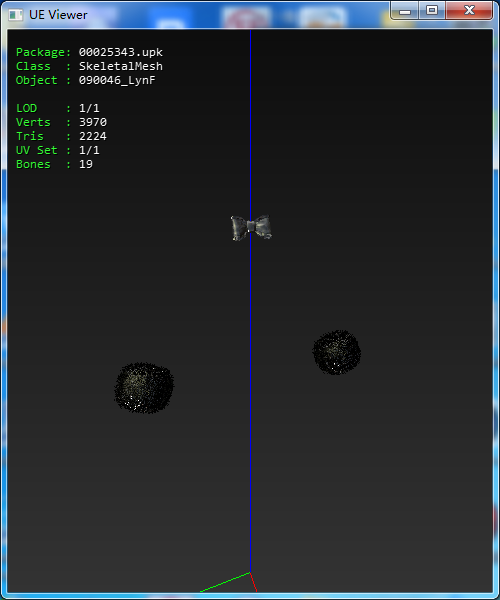 UE Viewer
Package: 00025343.upk
Class : SkeletalMesh
Object : 090046_LynF
LOD : 1/1
Verts : 3970
Tris : 2224
UV Set : 1/1
Bones : 19